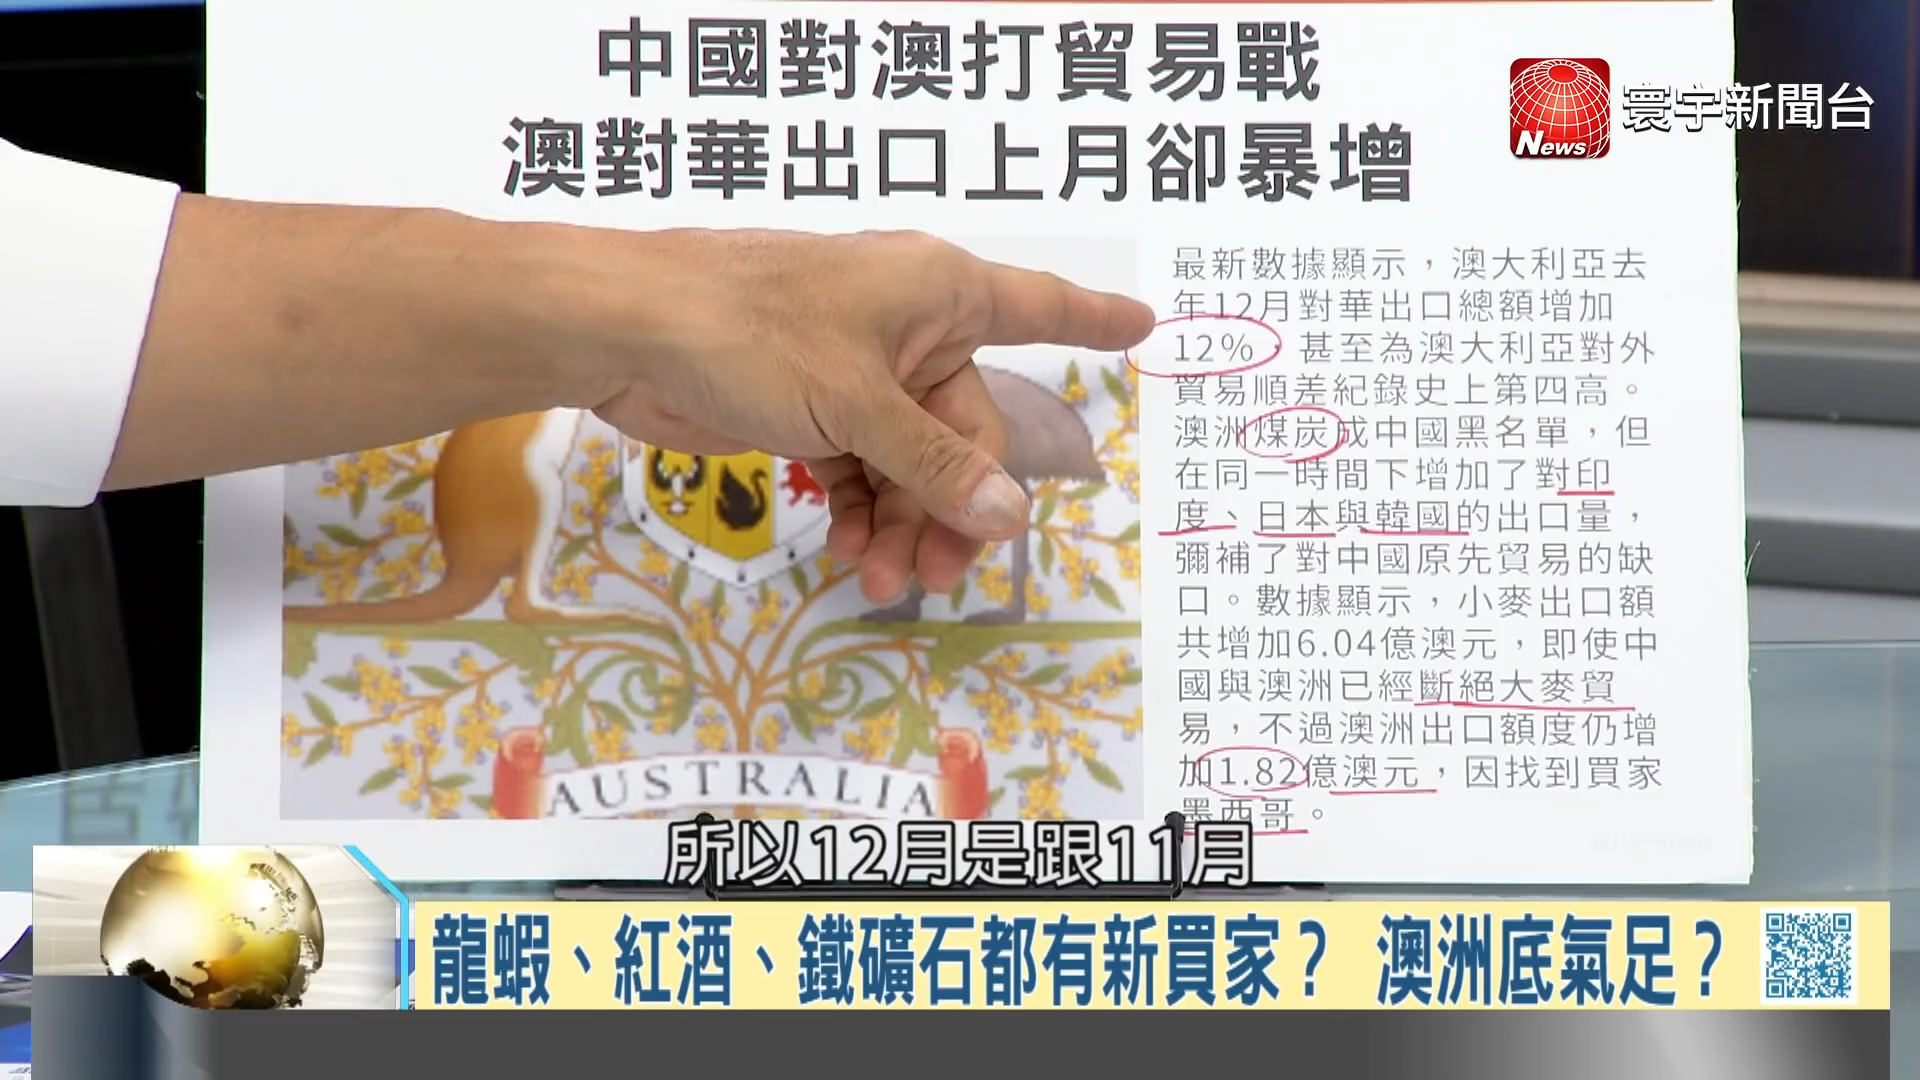 中國對澳打貿易戰
澳對華出口上月卻暴增
News
寰宇新聞台
最新數據顯示，澳大利亞去
年12月對華出口總額增加
12%，甚至為澳大利亞對外
貿易順差紀錄史上第四高。
澳洲煤炭成中國黑名單，但
在同一時間下增加了對印
度、日本與韓國的出口量，
彌補了對中國原先貿易的缺
口。數據顯示，小麥出口額
共增加6.04億澳元，即使中
國與澳洲已經斷絕大麥貿
易，不過澳洲出口額度仍增
加1.82億澳元，因找到買家
墨西哥。
AUSTRALIA
所以12月是跟11月
龍蝦、紅酒、鐵礦石都有新買家？ 澳洲底氣足？